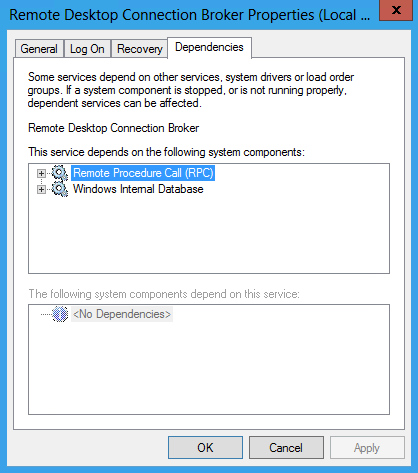 Remote Desktop Connection Broker Properties (Local ...
x
General
Log On
Recovery
Dependencies
Some services depend on other services, system drivers or load order
groups. If a system component is stopped, or is not running properly,
dependent services can be affected.
Remote Desktop Connection Broker
This service depends on the following system components:
Remote Procedure Call (RPC)
Windows Internal Database
The following system components depend on this service:
<No Dependencies>
OK
Cancel
Apply